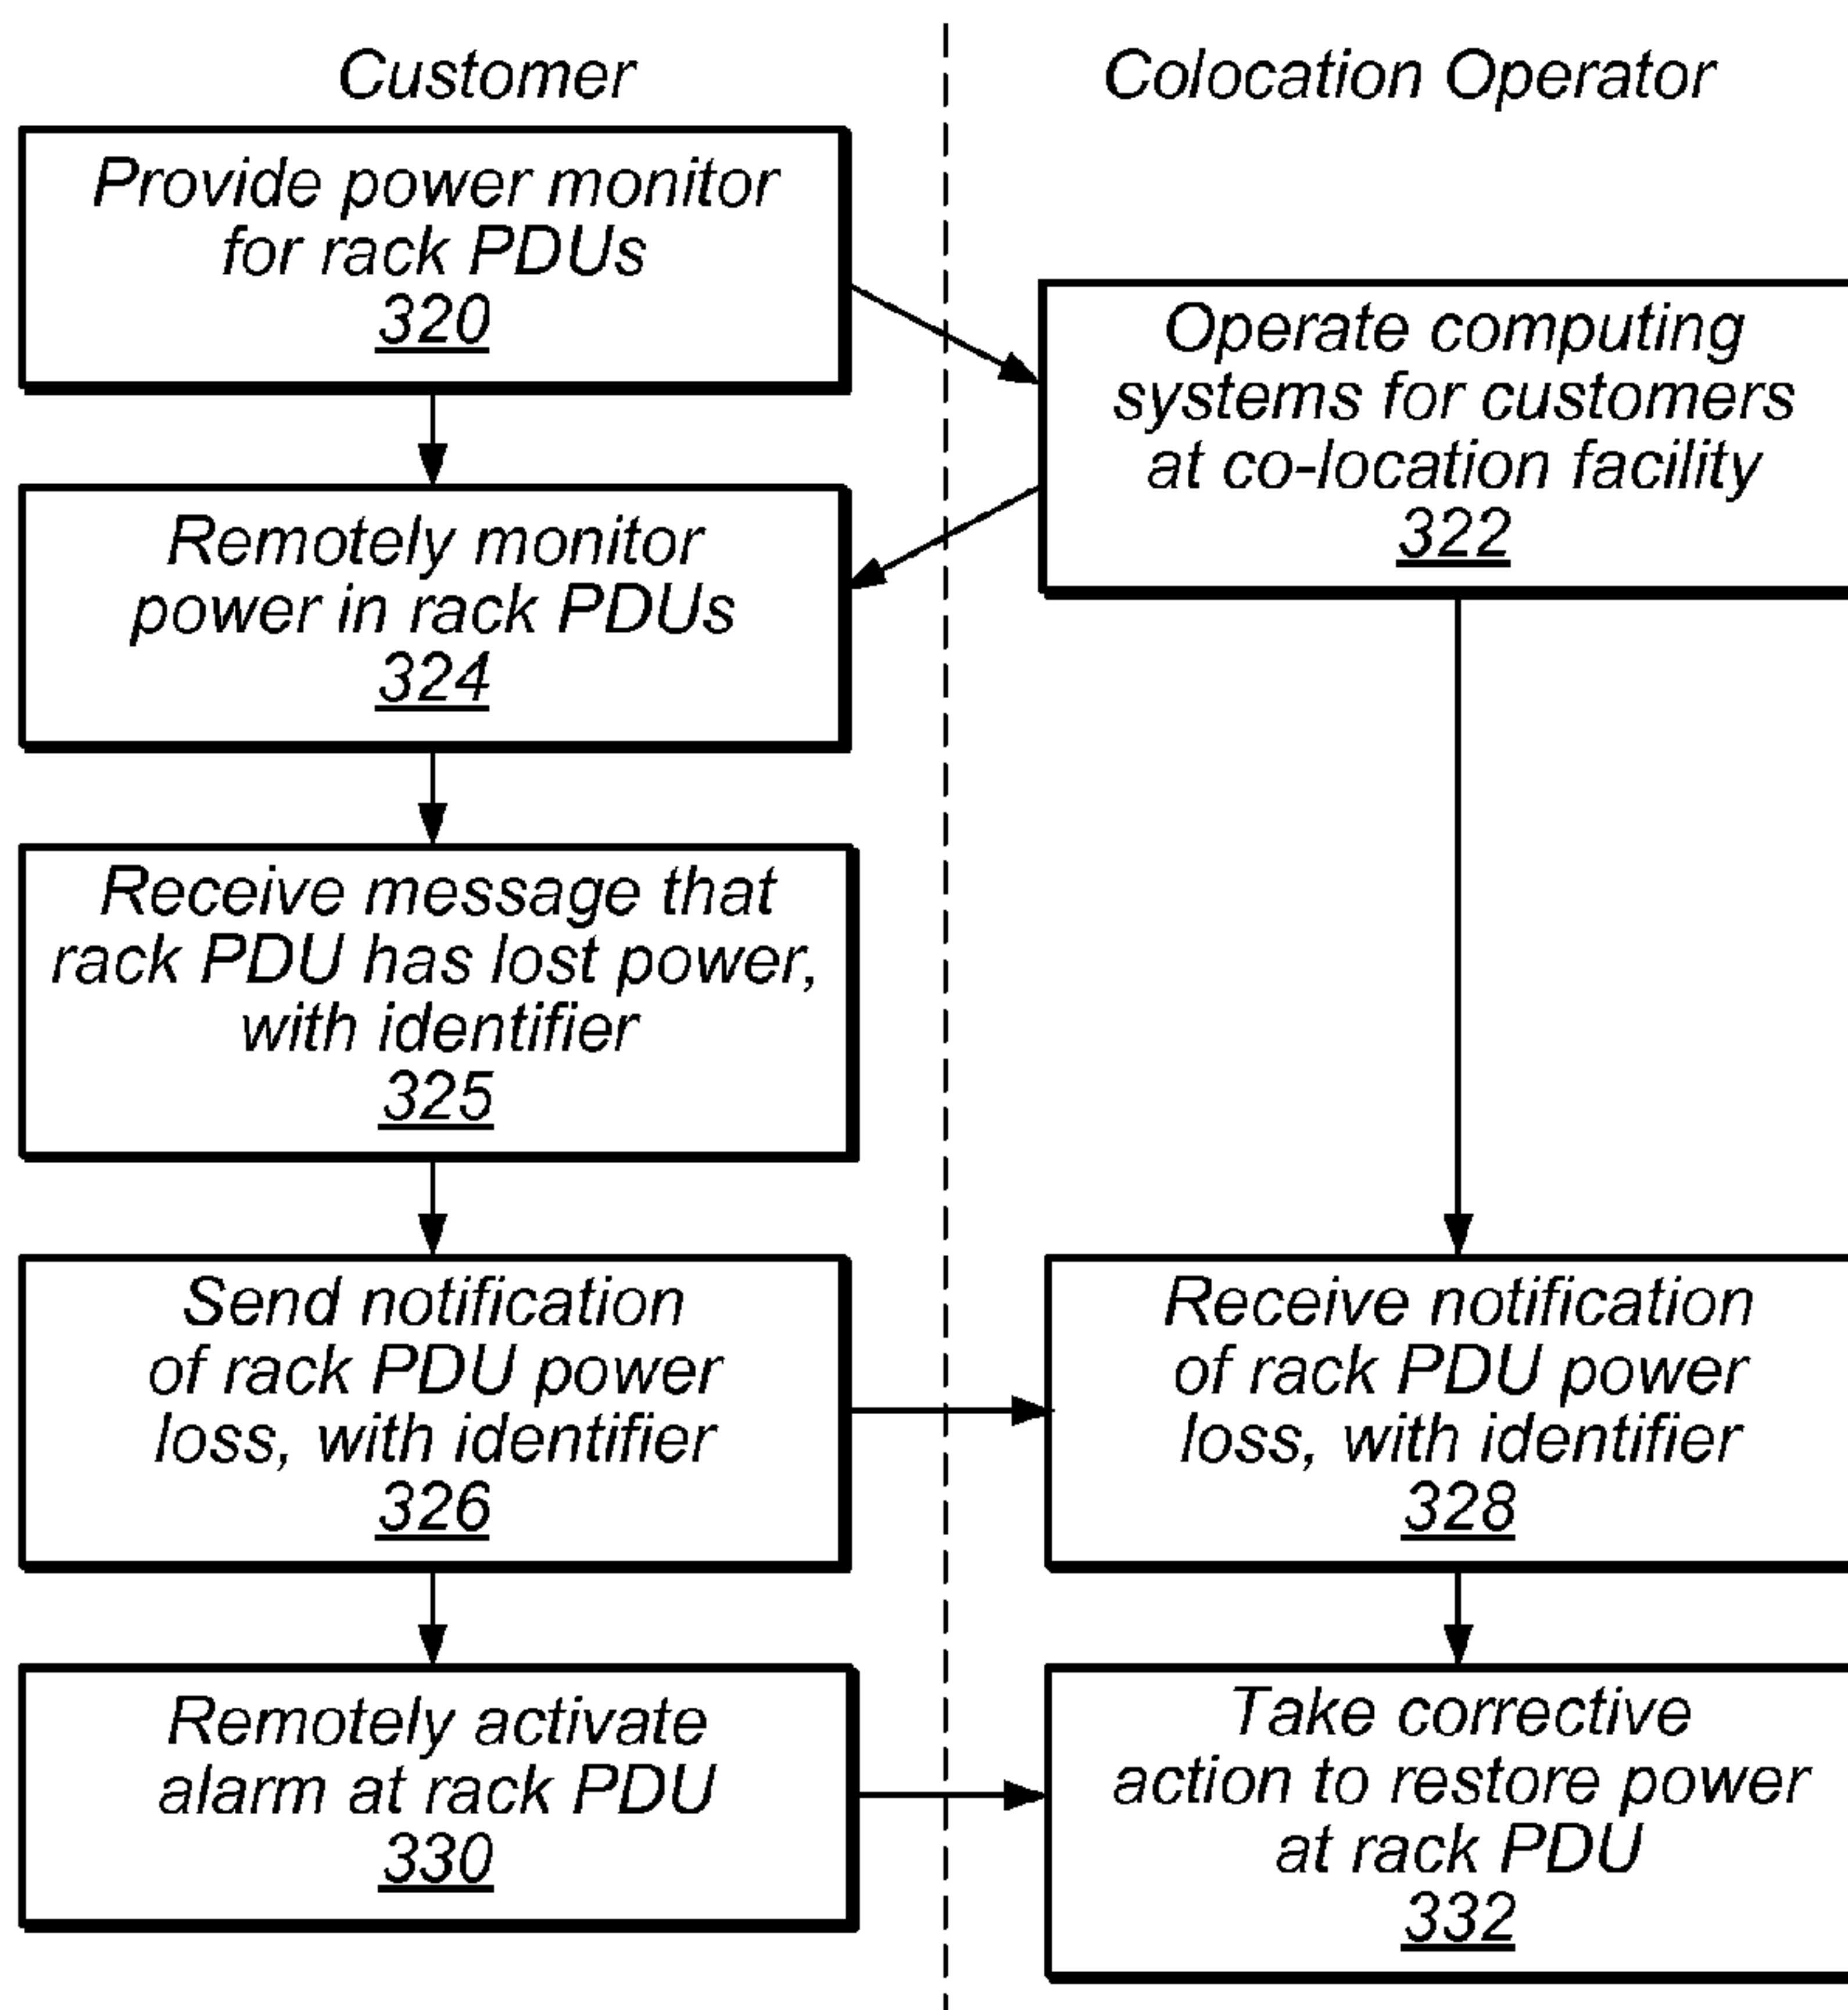 Customer
Colocation Operator
Provide power monitor
for rack PDUs
320
Operate computing
systems for customers
at co-location facility
322
Remotely monitor
power in rack PDUs
324
Receive message that
rack PDU has lost power,
with identifier
325
Send notification
of rack PDU power
loss, with identifier
326
Receive notification
of rack PDU power
loss, with identifier
328
Remotely activate
alarm at rack PDU
330
Take corrective
action to restore power
at rack PDU
332